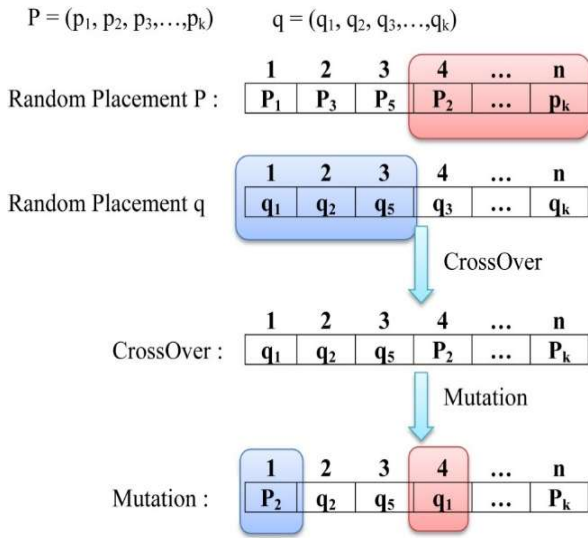 P = (p₁, p₂, p₃,…,pₖ) q = (q₁, q₂, q₃,…,qₖ)
1 2 3 4 … n
Random Placement P : P₁ P₃ P₅ P₂ … pₖ
1 2 3 4 … n
Random Placement q q₁ q₂ q₅ q₃ … qₖ
CrossOver
1 2 3 4 … n
CrossOver : q₁ q₂ q₅ P₂ … Pₖ
Mutation
1 2 3 4 … n
Mutation : P₂ q₂ q₅ q₁ … Pₖ